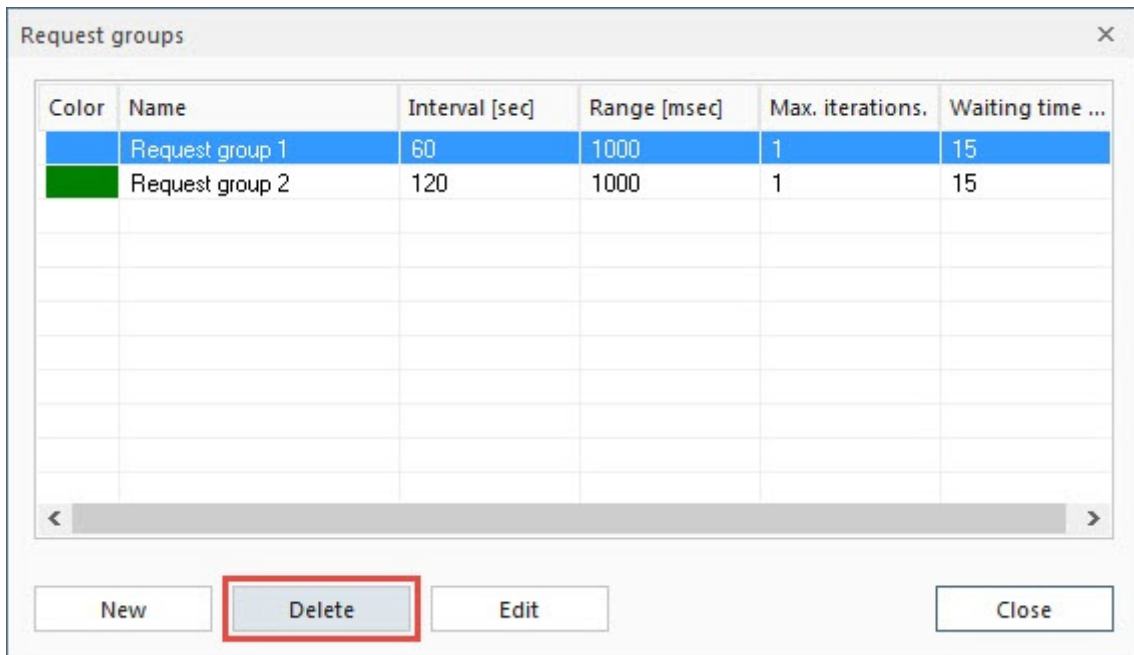 Request groups
Color Name Interval [sec] Range [msec] Max. iterations. Waiting time ...
Request group 1 60 1000 1 15
Request group 2 120 1000 1 15
New Delete Edit Close